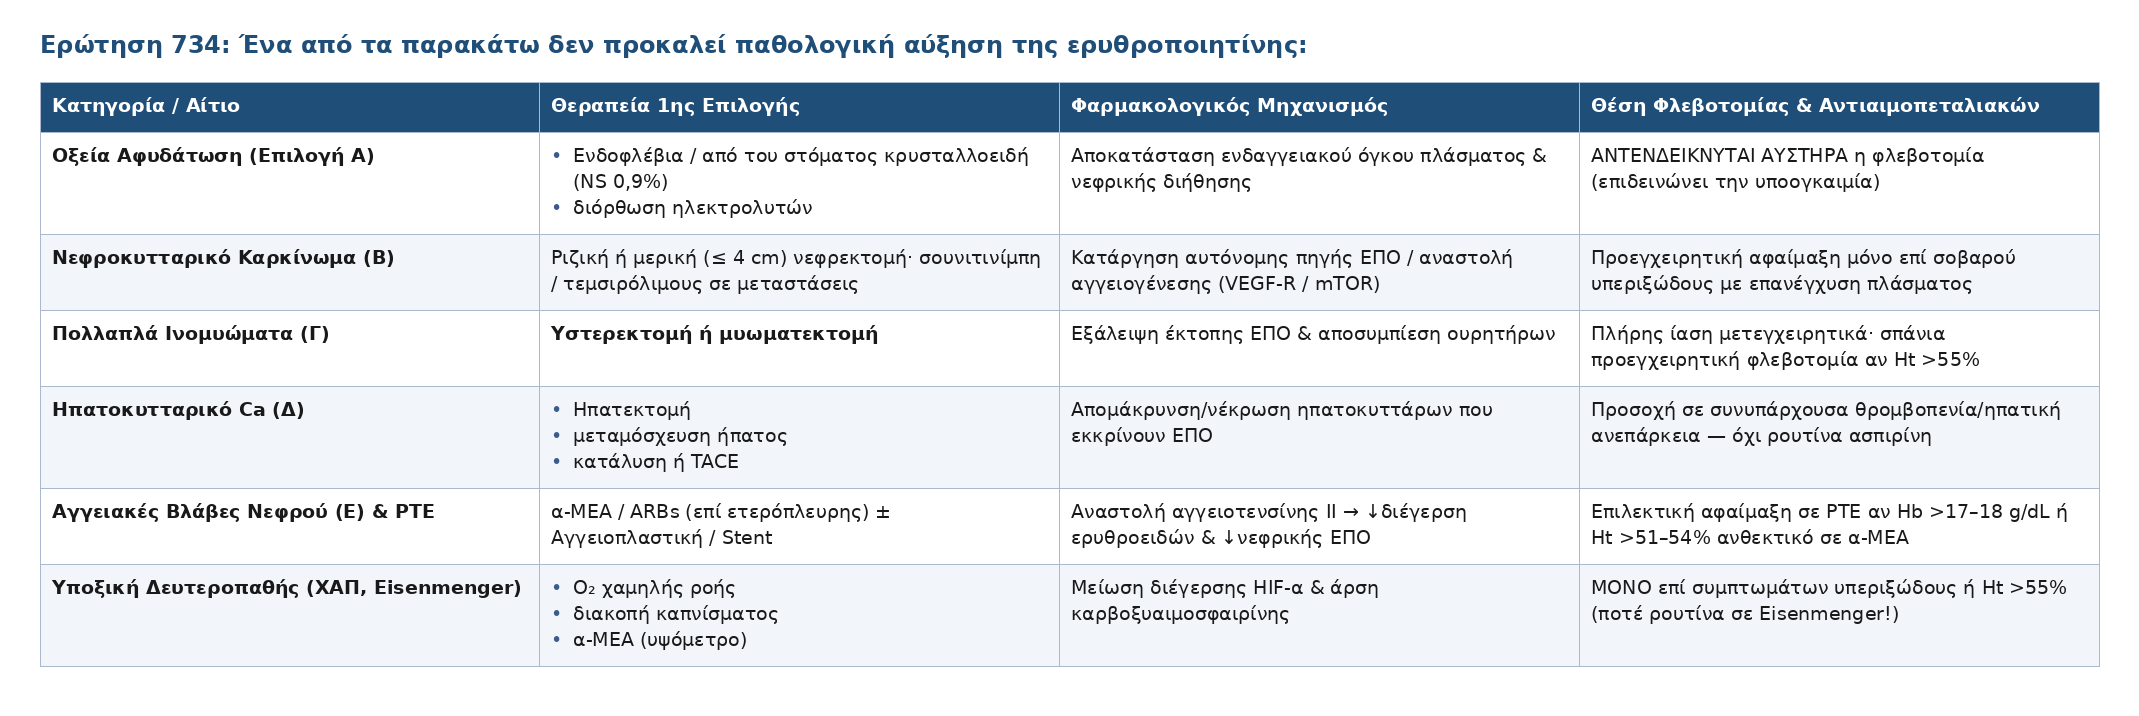 Ερώτηση 734: Ένα από τα παρακάτω δεν προκαλεί παθολογική αύξηση της ερυθροποιητίνης:
Κατηγορία / Αίτιο
Θεραπεία 1ης Επιλογής
Φαρμακολογικός Μηχανισμός
Θέση Φλεβοτομίας & Αντιαιμοπεταλιακών
Οξεία Αφυδάτωση (Επιλογή Α)
• Ενδοφλέβια / από του στόματος κρυσταλλοειδή
(NS 0,9%)
• διόρθωση ηλεκτρολυτών
Αποκατάσταση ενδαγγειακού όγκου πλάσματος &
νεφρικής διήθησης
ΑΝΤΕΝΔΕΙΚΝΥΤΑΙ ΑΥΣΤΗΡΑ η φλεβοτομία
(επιδεινώνει την υποογκαιμία)
Νεφροκυτταρικό Καρκίνωμα (Β)
Ριζική ή μερική (≤ 4 cm) νεφρεκτομή· σουνιτινίμπη
/ τεμσιρόλιμους σε μεταστάσεις
Κατάργηση αυτόνομης πηγής ΕΠΟ / αναστολή
αγγειογένεσης (VEGF-R / mTOR)
Προεγχειρητική αφαίμαξη μόνο επί σοβαρού
υπεριξώδους με επανέγχυση πλάσματος
Πολλαπλά Ινομυώματα (Γ)
Υστερεκτομή ή μυωματεκτομή
Εξάλειψη έκτοπης ΕΠΟ & αποσυμπίεση ουρητήρων
Πλήρης ίαση μετεγχειρητικά· σπάνια
προεγχειρητική φλεβοτομία αν Ht >55%
Ηπατοκυτταρικό Ca (Δ)
• Ηπατεκτομή
• μεταμόσχευση ήπατος
• κατάλυση ή TACE
Απομάκρυνση/νέκρωση ηπατοκυττάρων που
εκκρίνουν ΕΠΟ
Προσοχή σε συνυπάρχουσα θρομβοπενία/ηπατική
ανεπάρκεια — όχι ρουτίνα ασπιρίνη
Αγγειακές Βλάβες Νεφρού (Ε) & PTE
α-ΜΕΑ / ARBs (επί ετερόπλευρης) ±
Αγγειοπλαστική / Stent
Αναστολή αγγειοτενσίνης ΙΙ → ↓διέγερση
ερυθροειδών & ↓νεφρικής ΕΠΟ
Επιλεκτική αφαίμαξη σε PTE αν Hb >17–18 g/dL ή
Ht >51–54% ανθεκτικό σε α-ΜΕΑ
Υποξική Δευτεροπαθής (ΧΑΠ, Eisenmenger)
• O₂ χαμηλής ροής
• διακοπή καπνίσματος
• α-ΜΕΑ (υψόμετρο)
Μείωση διέγερσης HIF-α & άρση
καρβοξυαιμοσφαιρίνης
ΜΟΝΟ επί συμπτωμάτων υπεριξώδους ή Ht >55%
(ποτέ ρουτίνα σε Eisenmenger!)